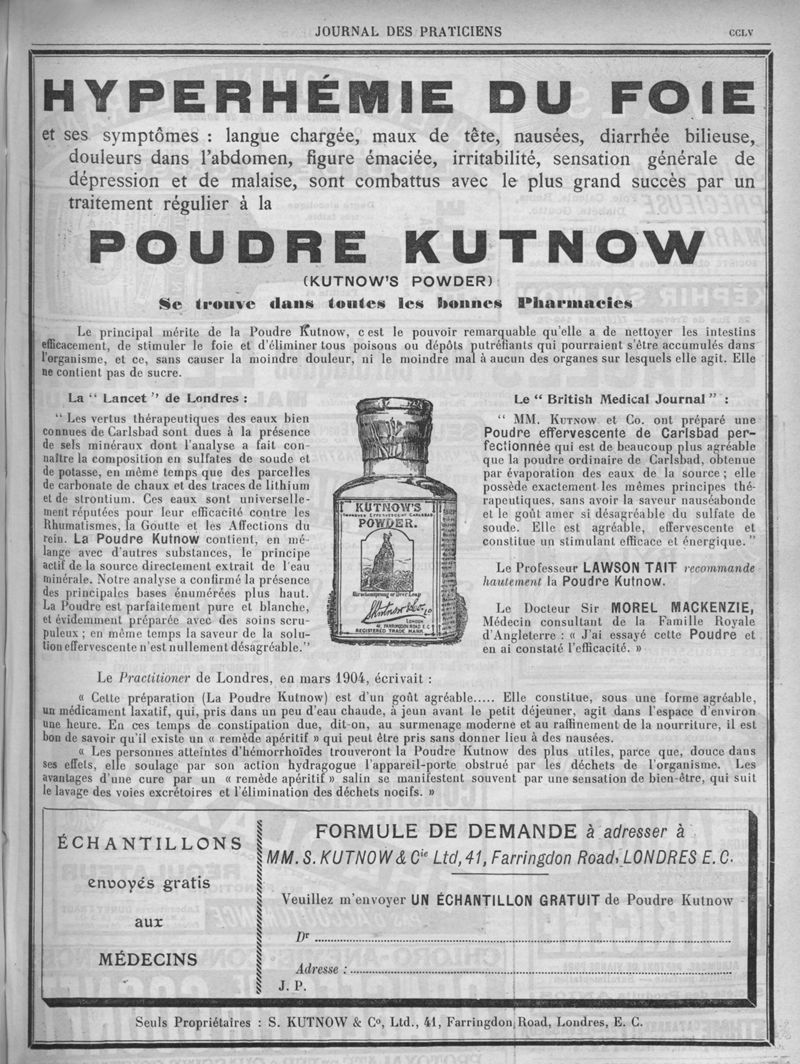 JOURNAL DES PRATICIENS
CCLV
HYPERHÉMIE DU FOIE
et ses symptômes : langue chargée, maux de tête, nausées, diarrhée bilieuse,
douleurs dans l'abdomen, figure émaciée, irritabilité, sensation générale de
dépression et de malaise, sont combattus avec le plus grand succès par un
traitement régulier à la
POUDRE KUTNOW
(KUTNOW'S POWDER)
Se trouve dans toutes les bonnes Pharmacies
Le principal mérite de la Poudre Kutnow, c est le pouvoir remarquable qu'elle a de nettoyer les intestins
efficacement, de stimuler le foie et d'éliminer tous poisons ou dépôts putréfiants qui pourraient s'être accumulés dans
l'organisme, et ce, sans causer la moindre douleur, ni le moindre mal à aucun des organes sur lesquels elle agit. Elle
ne contient pas de sucre.
La “ Lancet ” de Londres :
“ Les vertus thérapeutiques des eaux bien
connues de Carlsbad sont dues à la présence
de sels minéraux dont l'analyse a fait con-
naître la composition en sulfates de soude et
de potasse, en même temps que des parcelles
de carbonate de chaux et des traces de lithium
et de strontium. Ces eaux sont universelle-
ment réputées pour leur efficacité contre les
Rhumatismes, la Goutte et les Affections du
rein. La Poudre Kutnow contient, en mé-
lange avec d'autres substances, le principe
actif de la source directement extrait de l'eau
minérale. Notre analyse a confirmé la présence
des principales bases énumérées plus haut.
La Poudre est parfaitement pure et blanche,
et évidemment préparée avec des soins scru-
puleux ; en même temps la saveur de la solu-
tion effervescente n'est nullement désagréable.”
KUTNOW'S
IMPROVED EFFERVESCENT CARLSBAD
POWDER.
Hirschensprung or Deer Leap
S. Kutnow & Co. Ld
LONDON
41, FARRINGDON ROAD E.C.
REGISTERED TRADE MARK
Le “ British Medical Journal ” :
“ MM. KUTNOW et Co. ont préparé une
Poudre effervescente de Carlsbad per-
fectionnée qui est de beaucoup plus agréable
que la poudre ordinaire de Carlsbad, obtenue
par évaporation des eaux de la source ; elle
possède exactement les mêmes principes thé-
rapeutiques, sans avoir la saveur nauséabonde
et le goût amer si désagréable du sulfate de
soude. Elle est agréable, effervescente et
constitue un stimulant efficace et énergique. ”
Le Professeur LAWSON TAIT recommande
hautement la Poudre Kutnow.
Le Docteur Sir MOREL MACKENZIE,
Médecin consultant de la Famille Royale
d'Angleterre : « J'ai essayé cette Poudre et
en ai constaté l'efficacité. »
Le Practitioner de Londres, en mars 1904, écrivait :
« Cette préparation (La Poudre Kutnow) est d'un goût agréable..... Elle constitue, sous une forme agréable,
un médicament laxatif, qui, pris dans un peu d'eau chaude, à jeun avant le petit déjeuner, agit dans l'espace d'environ
une heure. En ces temps de constipation due, dit-on, au surmenage moderne et au raffinement de la nourriture, il est
bon de savoir qu'il existe un « remède apéritif » qui peut être pris sans donner lieu à des nausées.
« Les personnes atteintes d'hémorrhoïdes trouveront la Poudre Kutnow des plus utiles, parce que, douce dans
ses effets, elle soulage par son action hydragogue l'appareil-porte obstrué par les déchets de l'organisme. Les
avantages d'une cure par un « remède apéritif » salin se manifestent souvent par une sensation de bien-être, qui suit
le lavage des voies excrétoires et l'élimination des déchets nocifs. »
ÉCHANTILLONS
envoyés gratis
aux
MÉDECINS
FORMULE DE DEMANDE à adresser à
MM. S. KUTNOW & Cie Ltd, 41, Farringdon Road, LONDRES E. C.
Veuillez m'envoyer UN ÉCHANTILLON GRATUIT de Poudre Kutnow
Dr
Adresse :
J. P.
Seuls Propriétaires : S. KUTNOW & Co, Ltd., 41, Farringdon Road, Londres, E. C.